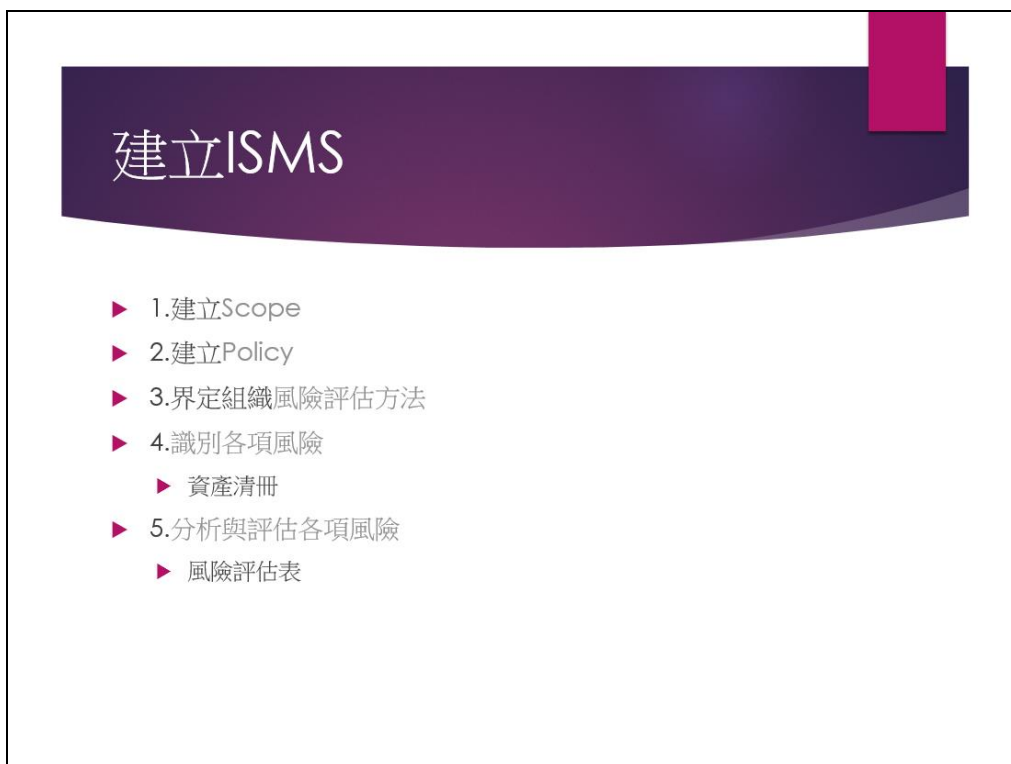 建立ISMS
1.建立Scope
2.建立Policy
3.界定組織風險評估方法
4.識別各項風險
資產清冊
5.分析與評估各項風險
風險評估表